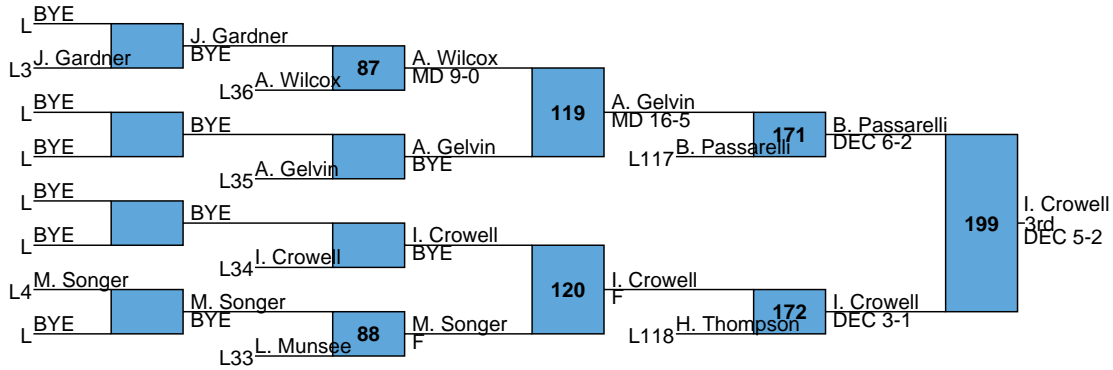 BYE
L
J. Gardner
L3
J. Gardner
BYE
A. Wilcox
L36
87
A. Wilcox
MD 9-0
BYE
L
BYE
L
BYE
A. Gelvin
L35
A. Gelvin
BYE
119
A. Gelvin
MD 16-5
B. Passarelli
L117
171
B. Passarelli
DEC 6-2
BYE
L
BYE
L
BYE
I. Crowell
L34
I. Crowell
BYE
M. Songer
L4
BYE
L
M. Songer
BYE
L. Munsee
L33
88
M. Songer
F
120
I. Crowell
F
H. Thompson
L118
172
I. Crowell
DEC 3-1
199
I. Crowell
3rd
DEC 5-2